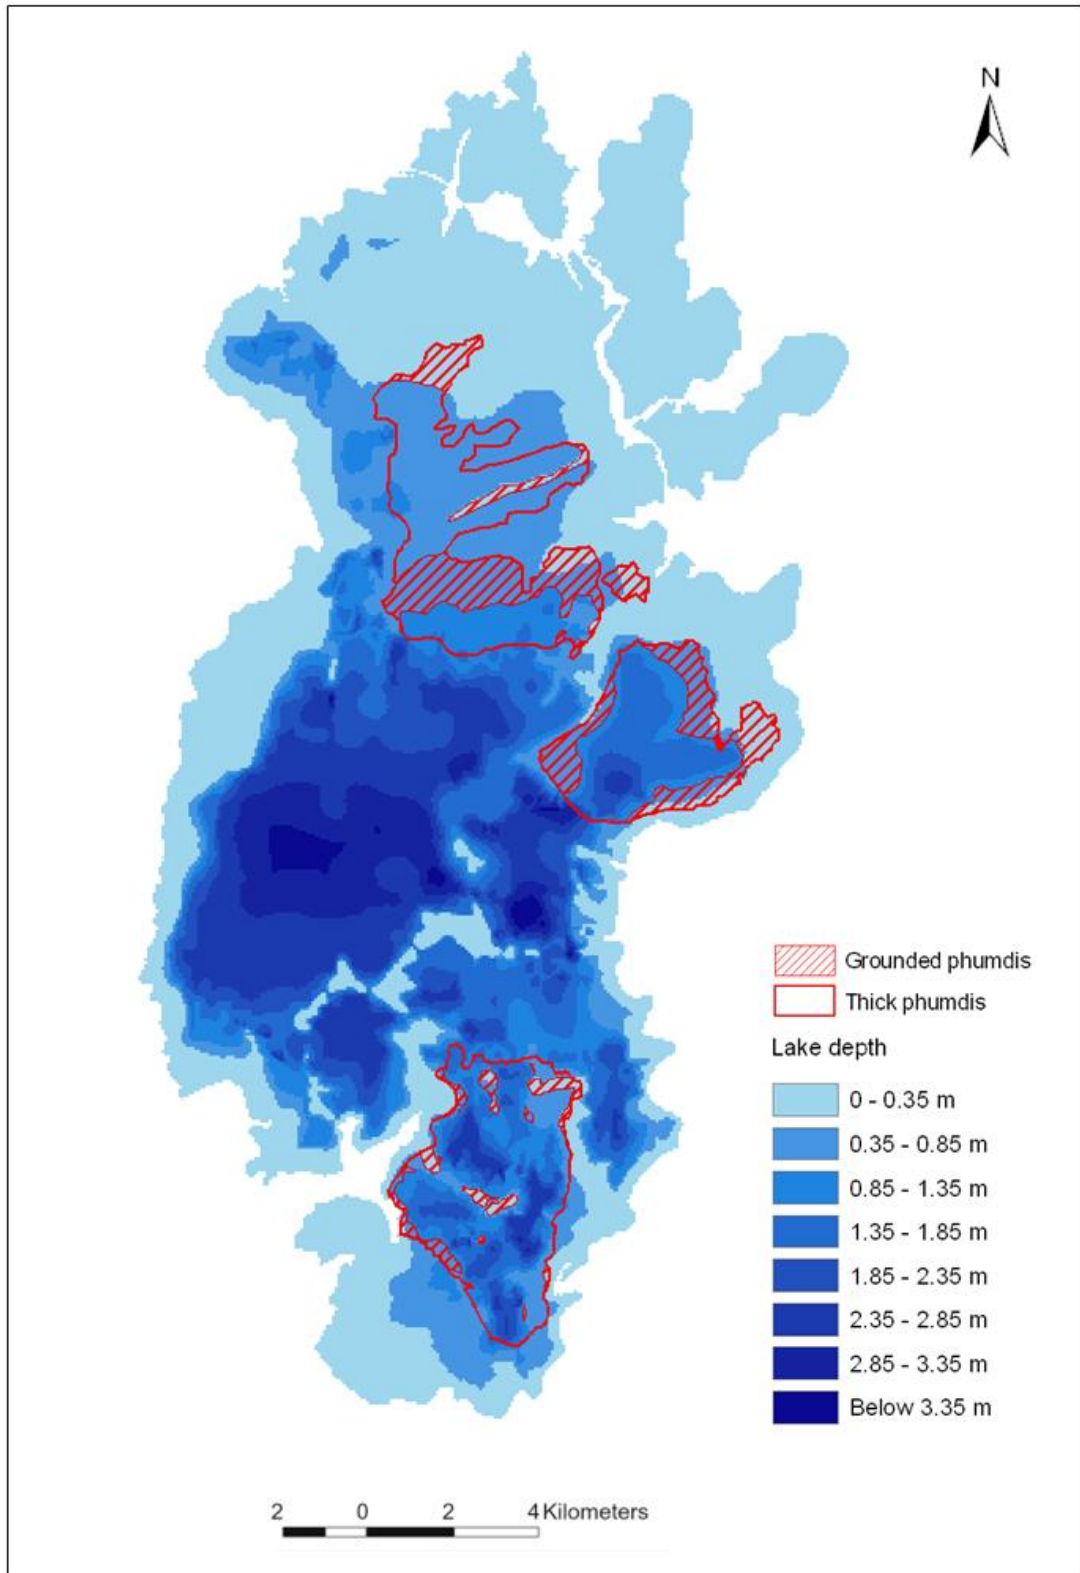 N
Grounded phumdis
Thick phumdis
Lake depth
0 - 0.35 m
0.35 - 0.85 m
0.85 - 1.35 m
1.35 - 1.85 m
1.85 - 2.35 m
2.35 - 2.85 m
2.85 - 3.35 m
Below 3.35 m
2 0 2 4 Kilometers